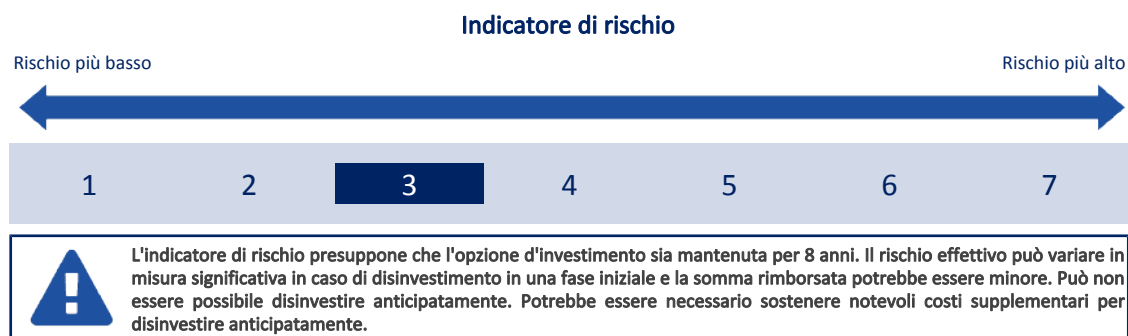 Indicatore di rischio
Rischio più basso
Rischio più alto
1 2 3 4 5 6 7
L'indicatore di rischio presuppone che l'opzione d'investimento sia mantenuta per 8 anni. Il rischio effettivo può variare in
misura significativa in caso di disinvestimento in una fase iniziale e la somma rimborsata potrebbe essere minore. Può non
essere possibile disinvestire anticipatamente. Potrebbe essere necessario sostenere notevoli costi supplementari per
disinvestire anticipatamente.